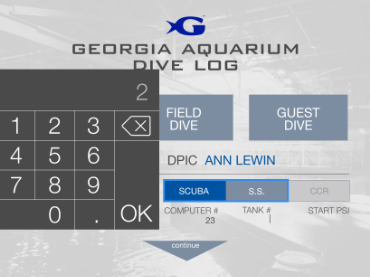 GEORGIA AQUARIUM
DIVE LOG
2
1 2 3
4 5 6
7 8 9
0 . OK
FIELD
DIVE
GUEST
DIVE
DPIC ANN LEWIN
SCUBA S.S. CCR
COMPUTER # TANK # START PSI
23
continue